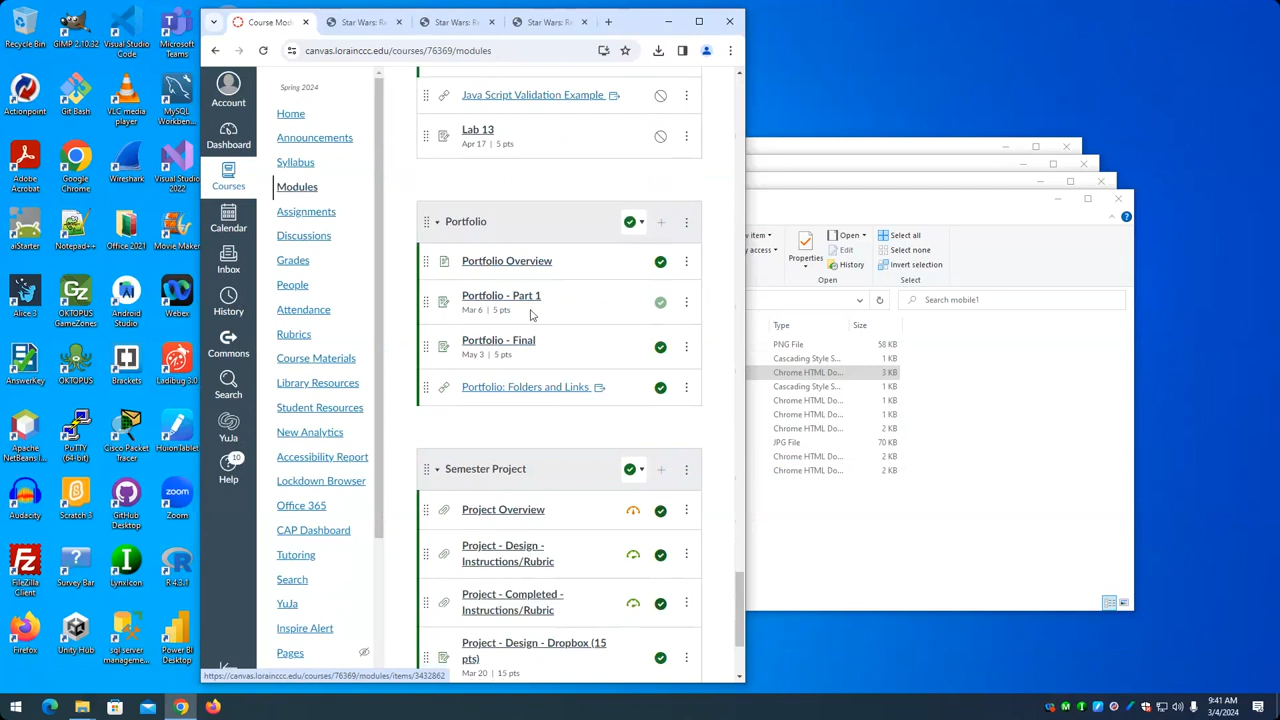 Recycle Bin
GIMP 2.10.32
Visual Studio Code
Microsoft Teams
Actionpoint
Git Bash
VLC media player
MySQL Workben...
Adobe Acrobat
Google Chrome
Wireshark
Visual Studio 2022
aiStarter
Notepad++
Office 2021
Movie Maker
Alice 3
OKTOPUS GameZones
Android Studio
Webex
AnswerKey
OKTOPUS
Brackets
Ladibug 3.0
Apache NetBeans I...
PuTTY (64-bit)
Cisco Packet Tracer
HuionTablet
Audacity
Scratch 3
GitHub Desktop
Zoom
FileZilla Client
Survey Bar
Lynxicon
R 4.3.1
Firefox
Unity Hub
sql server manageme...
Power BI Desktop
Course Mod
Star Wars: Re
Star Wars: Re
Star Wars: Re
canvas.lorainccc.edu/courses/76369/modules
Account
Dashboard
Courses
Calendar
Inbox
History
Commons
Search
YuJa
10
Help
Spring 2024
Home
Announcements
Syllabus
Modules
Assignments
Discussions
Grades
People
Attendance
Rubrics
Course Materials
Library Resources
Student Resources
New Analytics
Accessibility Report
Lockdown Browser
Office 365
CAP Dashboard
Tutoring
Search
YuJa
Inspire Alert
Pages
Java Script Validation Example
Lab 13
Apr 17 | 5 pts
Portfolio
Portfolio Overview
Portfolio - Part 1
Mar 6 | 5 pts
Portfolio - Final
May 3 | 5 pts
Portfolio: Folders and Links
Semester Project
Project Overview
Project - Design -
Instructions/Rubric
Project - Completed -
Instructions/Rubric
Project - Design - Dropbox (15
pts)
Mar 20 | 15 pts
https://canvas.lorainccc.edu/courses/76369/modules/items/3432862
w item
y access
Properties
Open
Edit
History
Open
Select all
Select none
Invert selection
Select
Search mobile1
Type Size
PNG File 58 KB
Cascading Style S... 1 KB
Chrome HTML Do... 3 KB
Cascading Style S... 1 KB
Chrome HTML Do... 1 KB
Chrome HTML Do... 1 KB
Chrome HTML Do... 2 KB
JPG File 70 KB
Chrome HTML Do... 2 KB
Chrome HTML Do... 2 KB
9:41 AM
3/4/2024